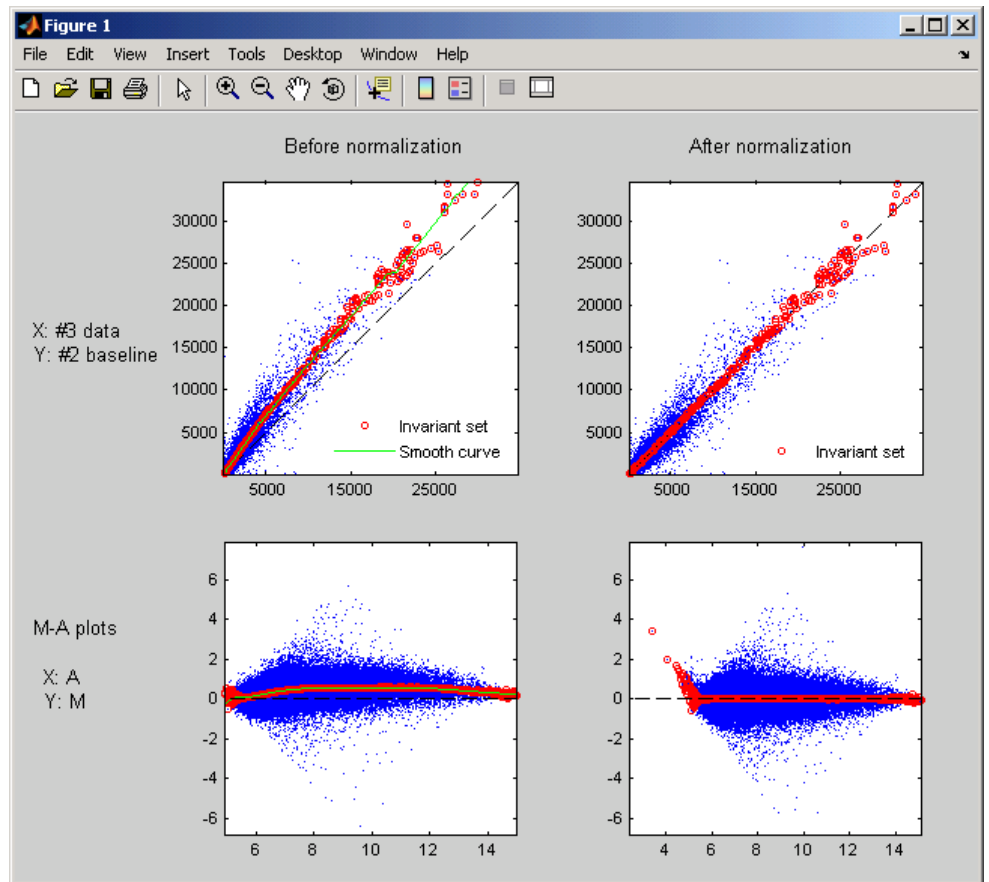 Figure 1
File Edit View Insert Tools Desktop Window Help
Before normalization
After normalization
X: #3 data
Y: #2 baseline
30000
25000
20000
15000
10000
5000
Invariant set
Smooth curve
5000 15000 25000
30000
25000
20000
15000
10000
5000
Invariant set
5000 15000 25000
M-A plots
X: A
Y: M
6
4
2
0
-2
-4
-6
6 8 10 12 14
6
4
2
0
-2
-4
-6
4 6 8 10 12 14